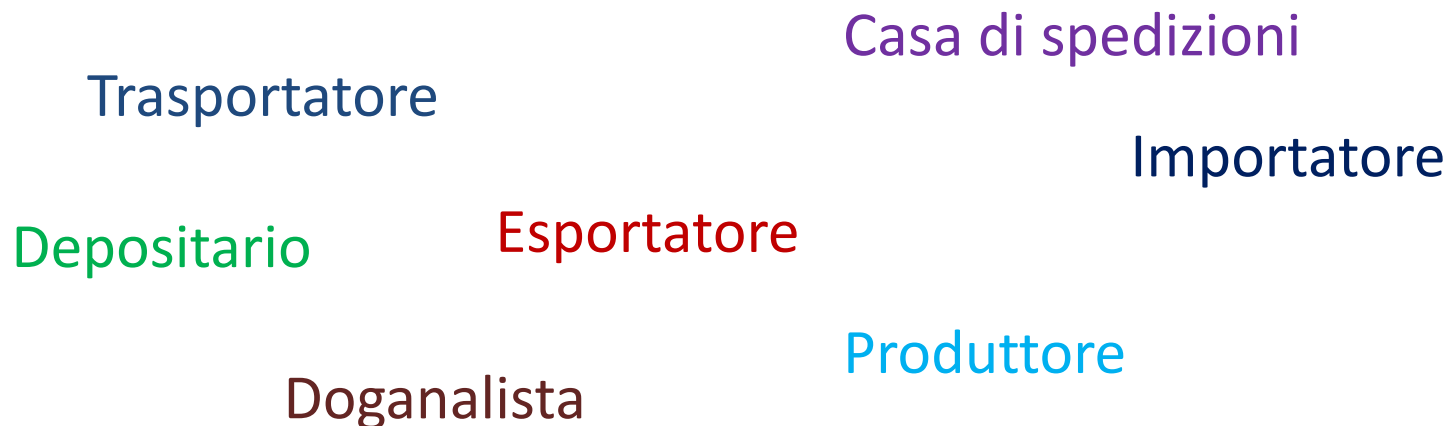 Casa di spedizioni
Trasportatore
Importatore
Esportatore
Depositario
Produttore
Doganalista